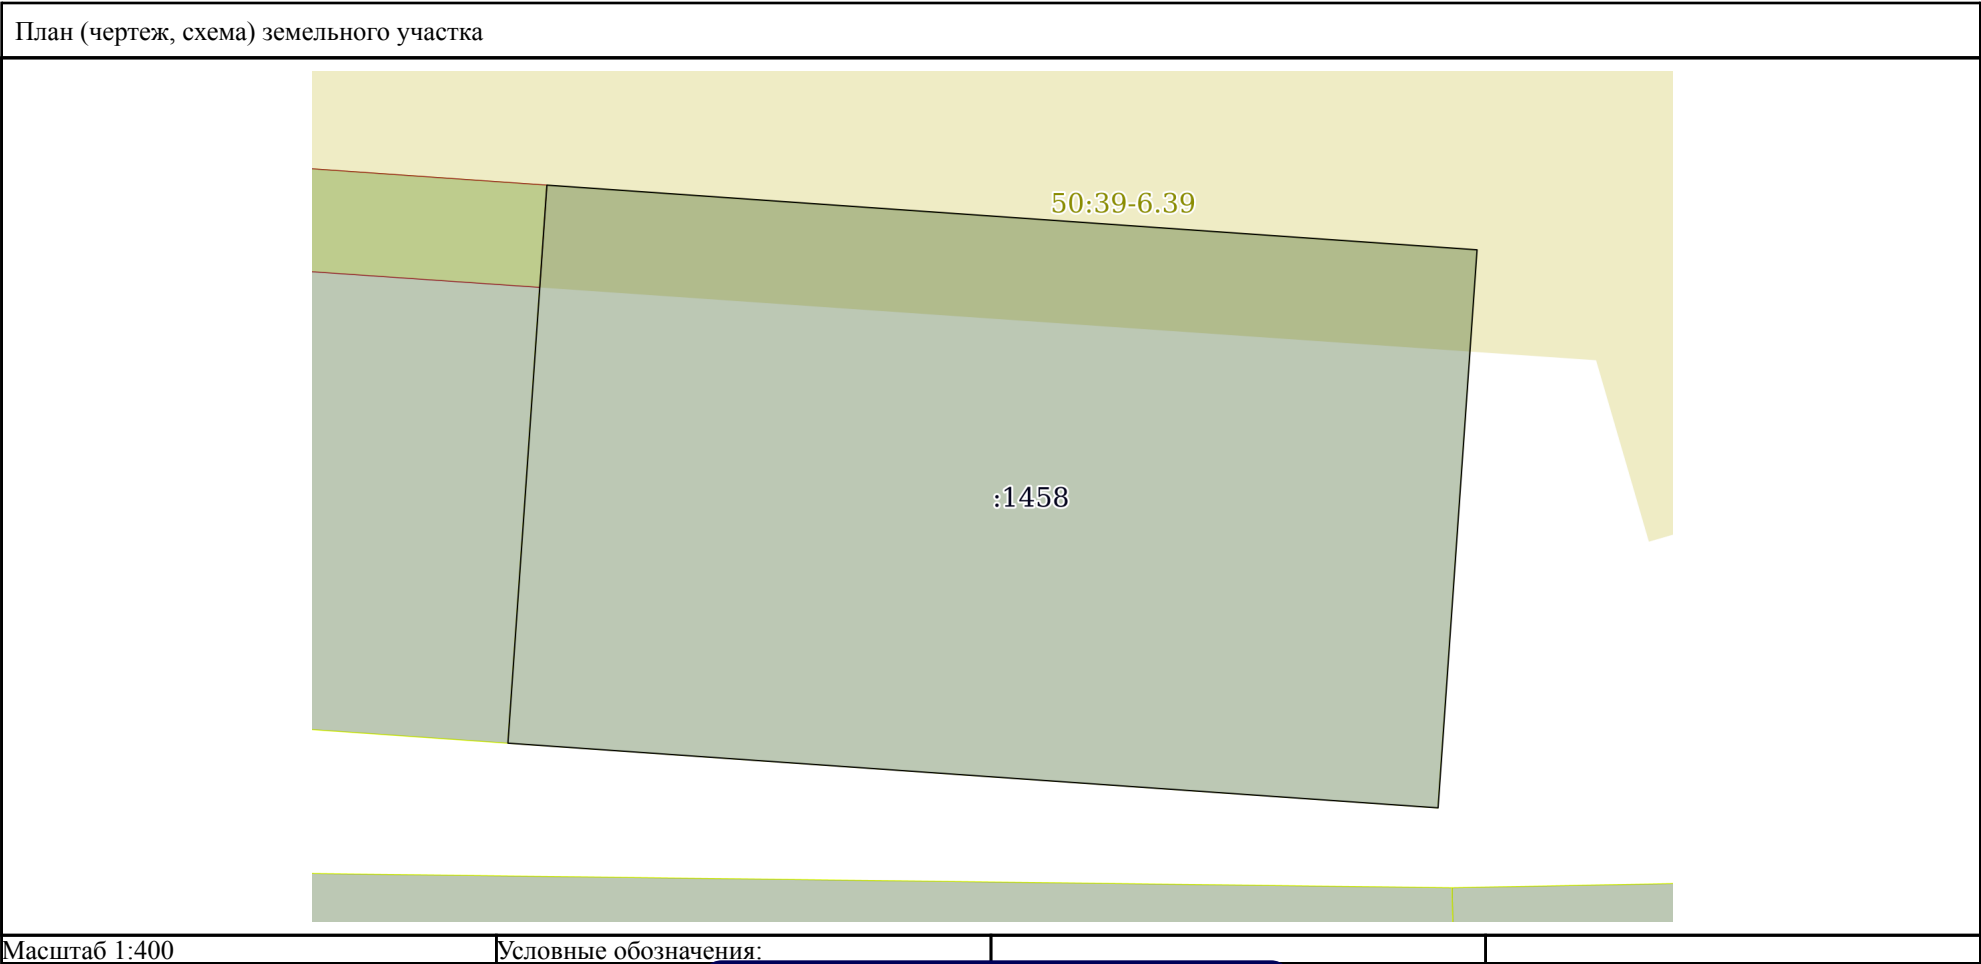 План (чертеж, схема) земельного участка
50:39-6.39
:1458
Масштаб 1:400
Условные обозначения: